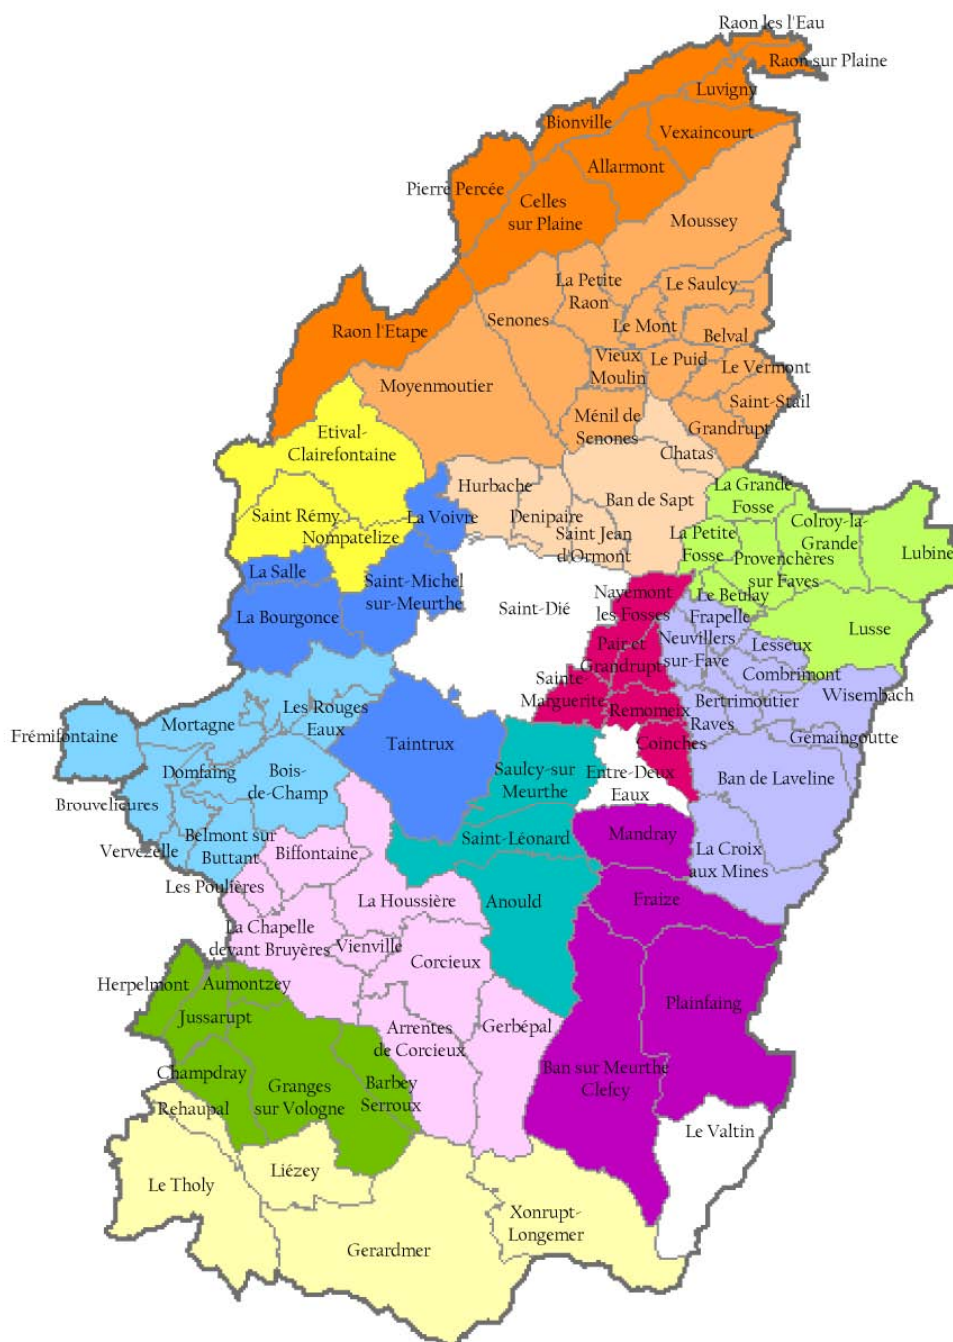 Raon les l'Eau
Raon sur Plaine
Luvigny
Bionville
Vexaincourt
Allarmont
Pierre Percée
Celles
sur Plaine
Moussey
La Petite
Raon
Le Saulcy
Senones
Le Mont
Raon l'Etape
Belval
Vieux
Moulin
Le Puid
Le Vermont
Moyenmoutier
Saint-Stail
Ménil de
Senones
Grandrupt
Etival-
Clairefontaine
Chatas
Hurbache
La Grande
Fosse
Ban de Sapt
Saint Rémy
La Voivre
Denipaire
Colroy-la-
Grande
Nompatelize
Saint Jean
d'Ormont
La Petite
Fosse
Lubine
Provenchères
sur Faves
La Salle
Saint-Michel
sur-Meurthe
Le Beulay
Nayemont
les Fosses
Saint-Dié
La Bourgonce
Frapelle
Lusse
Neuvillers
sur-Fave
Lesseux
Pair et
Grandrupt
Combrimont
Sainte-
Marguerite
Wisembach
Les Rouges
Eaux
Bertrimoutier
Remomeix
Mortagne
Raves
Frémifontaine
Gemaingoutte
Taintrux
Coinches
Saulcy-sur
Meurthe
Entre-Deux
Eaux
Domfaing
Bois-
de-Champ
Ban de Laveline
Brouvelieures
Belmont sur
Buttant
Saint-Léonard
Mandray
Vervezelle
Biffontaine
La Croix
aux Mines
Les Poulières
La Houssière
Anould
Fraize
La Chapelle
devant Bruyères
Vienville
Corcieux
Herpelmont
Aumontzey
Plainfaing
Jussarupt
Arrentes
de Corcieux
Gerbépal
Champdray
Granges
sur Vologne
Barbey
Serroux
Ban sur Meurthe
Clefcy
Rehaupal
Le Valtin
Liézey
Le Tholy
Xonrupt-
Longemer
Gerardmer